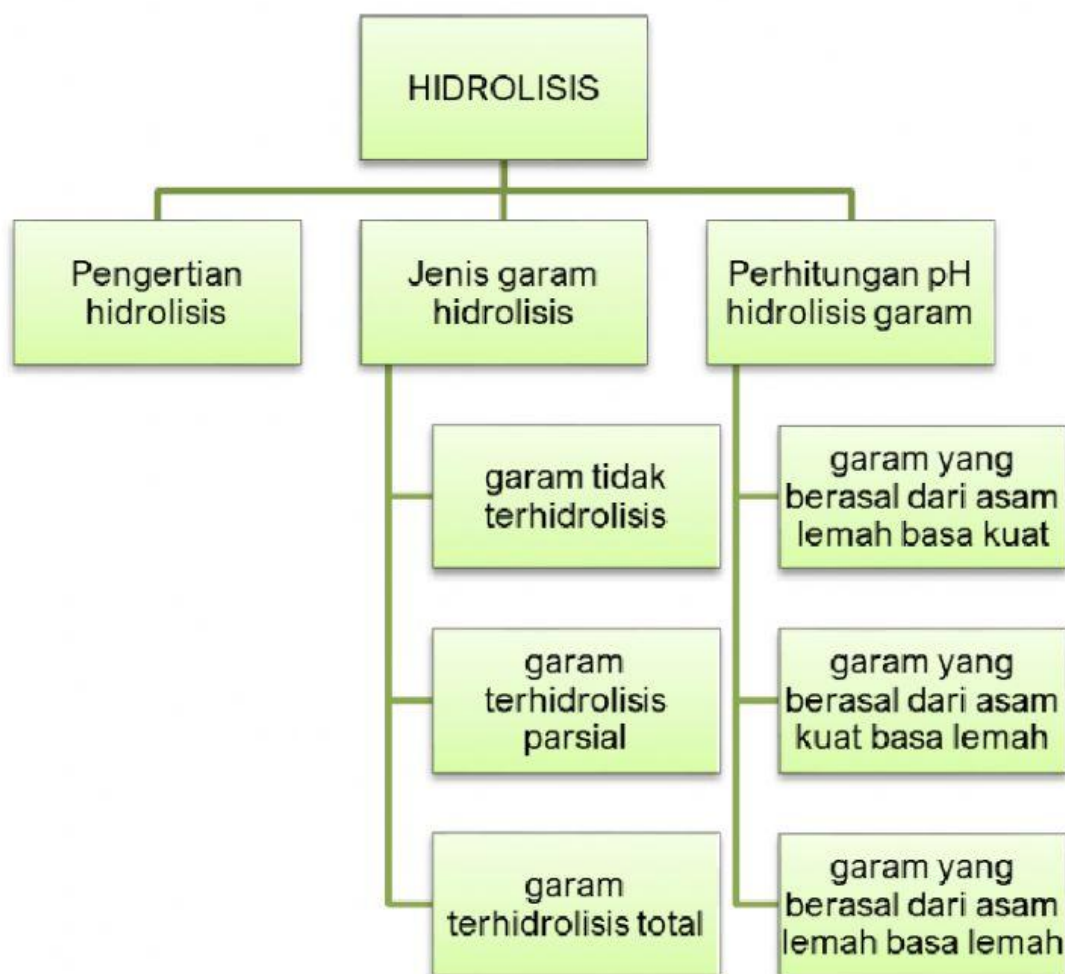 HIDROLISIS
Pengertian
hidrolisis
Jenis garam
hidrolisis
Perhitungan pH
hidrolisis garam
garam tidak
terhidrolisis
garam
terhidrolisis
parsial
garam
terhidrolisis total
garam yang
berasal dari asam
lemah basa kuat
garam yang
berasal dari asam
kuat basa lemah
garam yang
berasal dari asam
lemah basa lemah